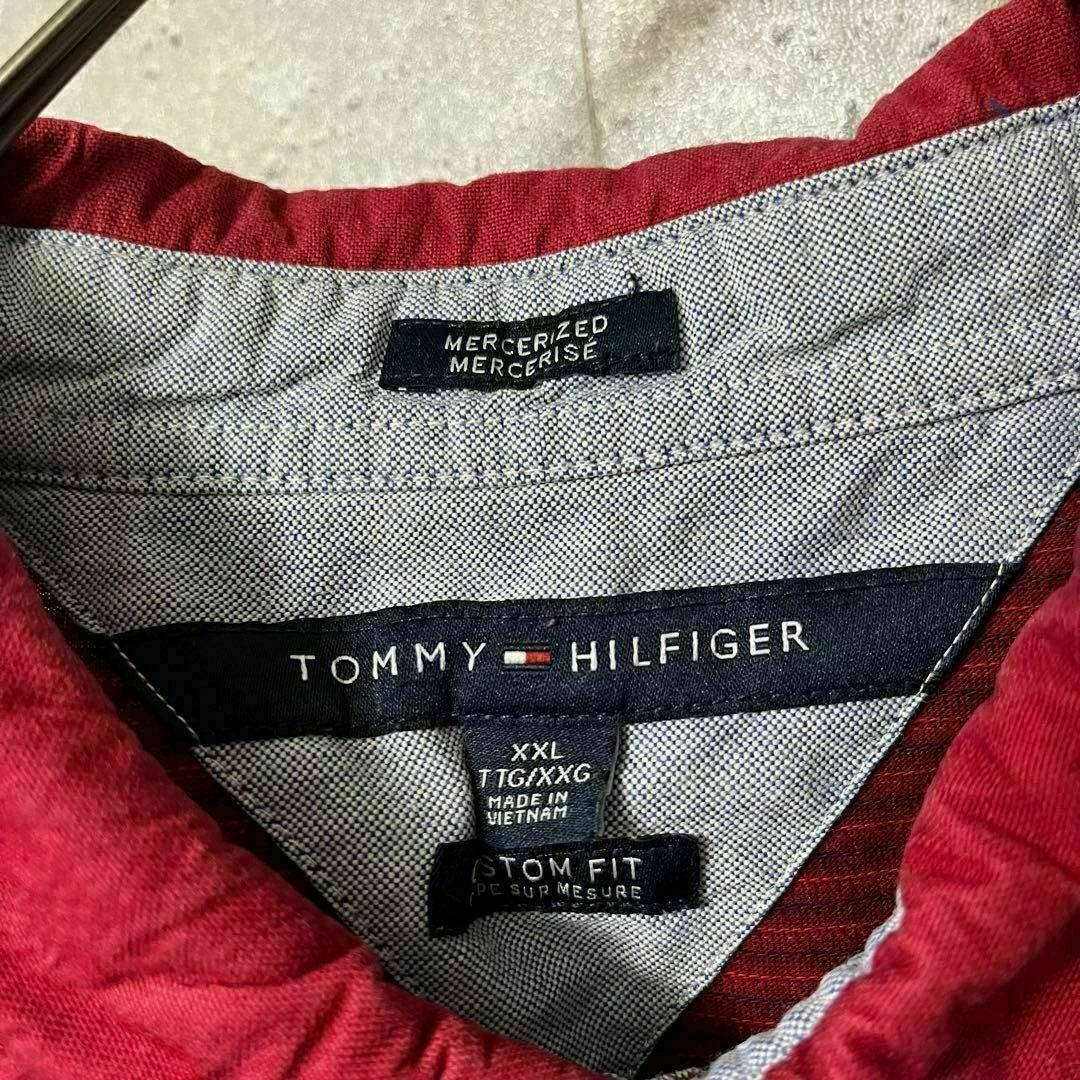 MERCERIZED
MERCERISÉ
TOMMY HILFIGER
XXL
TTG/XXG
MADE IN
VIETNAM
STOM FIT
PE SUR MESURE